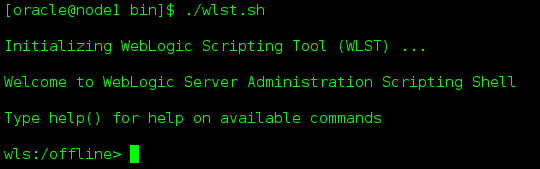 [oracle@node1 bin]$ ./wlst.sh
Initializing WebLogic Scripting Tool (WLST) ...
Welcome to WebLogic Server Administration Scripting Shell
Type help() for help on available commands
wls:/offline>